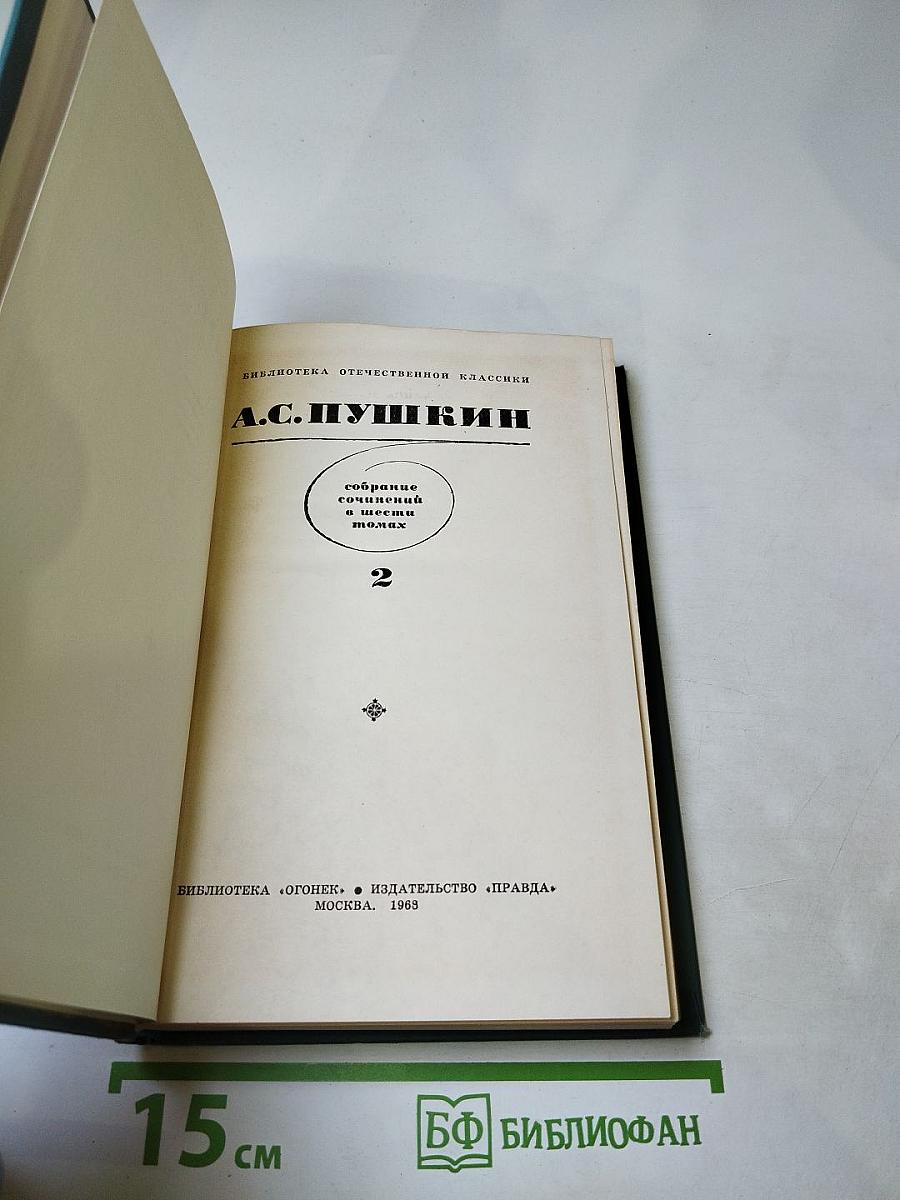 БИБЛИОТЕКА ОТЕЧЕСТВЕННОЙ КЛАССИКИ
А.С.ПУШКИН
собрание
сочинений
в шести
томах
2
БИБЛИОТЕКА «ОГОНЕК» ● ИЗДАТЕЛЬСТВО «ПРАВДА»
МОСКВА. 1968
15 см
БФ БИБЛИОФАН